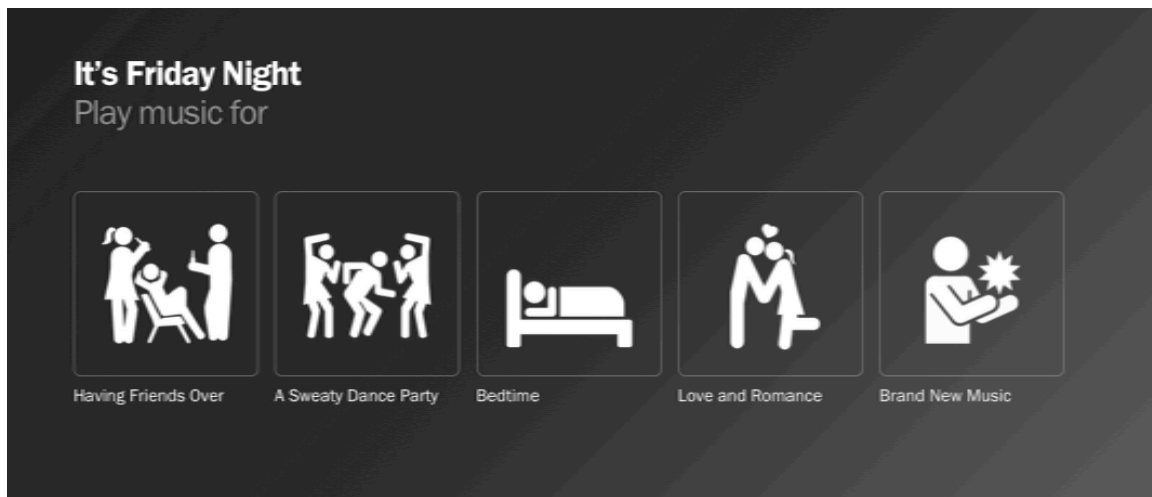 It's Friday Night
Play music for
Having Friends Over
A Sweaty Dance Party
Bedtime
Love and Romance
Brand New Music